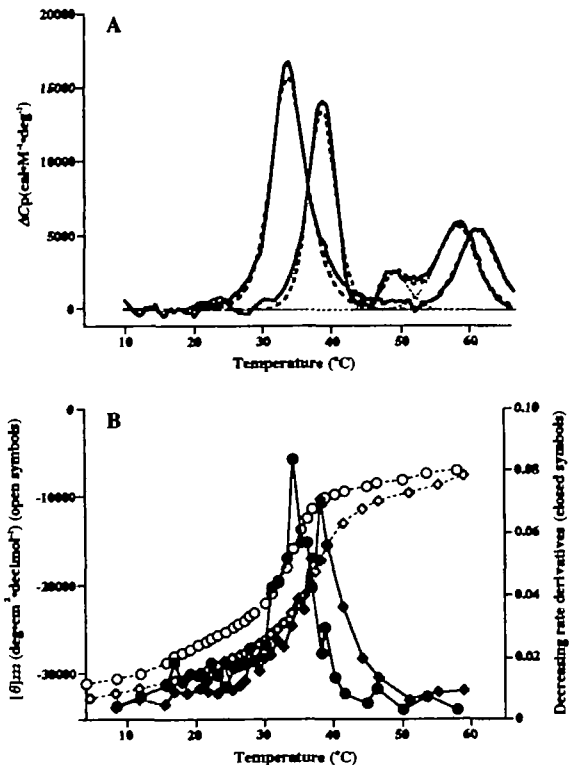 A
20000
15000
10000
5000
0
ΔCp(cal•M⁻¹•deg⁻¹)
10 20 30 40 50 60
Temperature (°C)
B
0
-10000
-20000
-30000
[θ]222 (deg•cm²•decimol⁻¹) (open symbols)
0.10
0.08
0.06
0.04
0.02
0
Decreasing rate derivatives (closed symbols)
10 20 30 40 50 60
Temperature (°C)